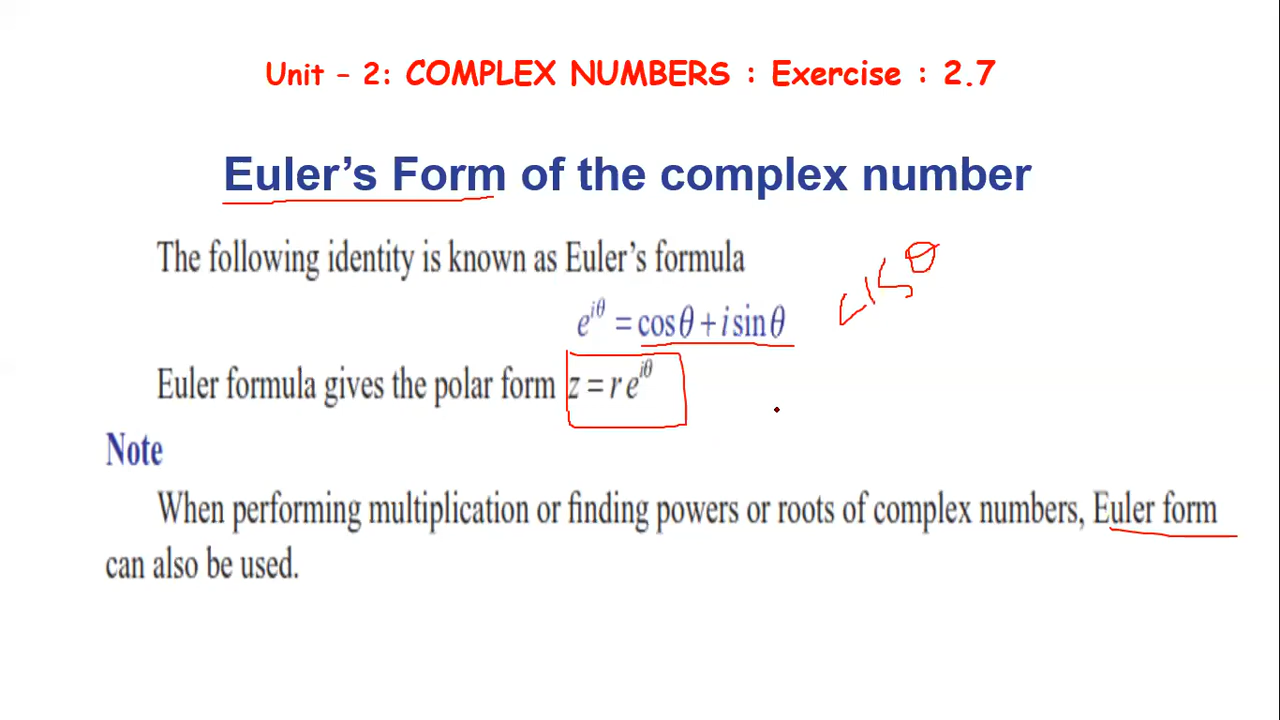 Unit - 2: COMPLEX NUMBERS : Exercise : 2.7
Euler's Form of the complex number
The following identity is known as Euler's formula
e^{iθ} = cosθ + i sinθ
cis θ
Euler formula gives the polar form z = r e^{iθ}
Note
When performing multiplication or finding powers or roots of complex numbers, Euler form
can also be used.